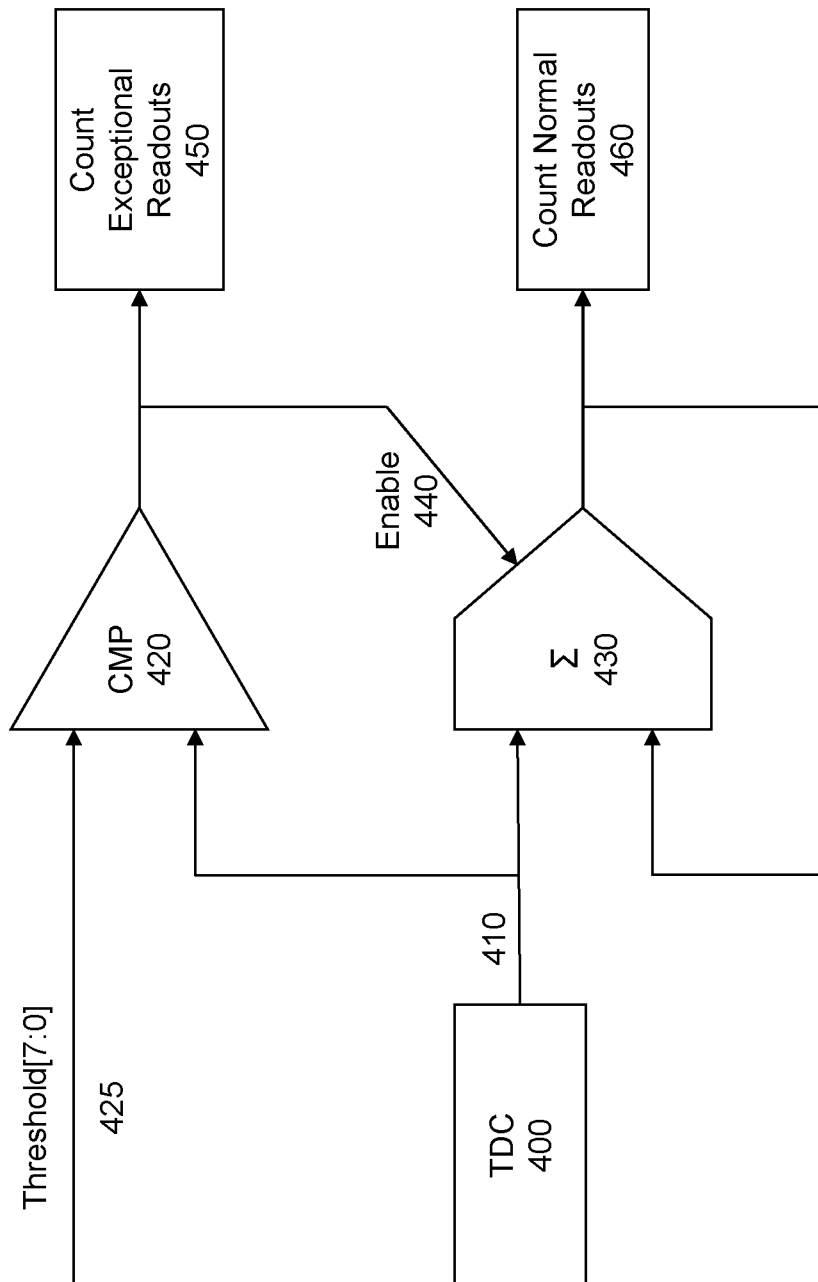 Threshold[7:0]
425
CMP
420
Count
Exceptional
Readouts
450
TDC
400
410
Enable
440
Σ
430
Count Normal
Readouts
460